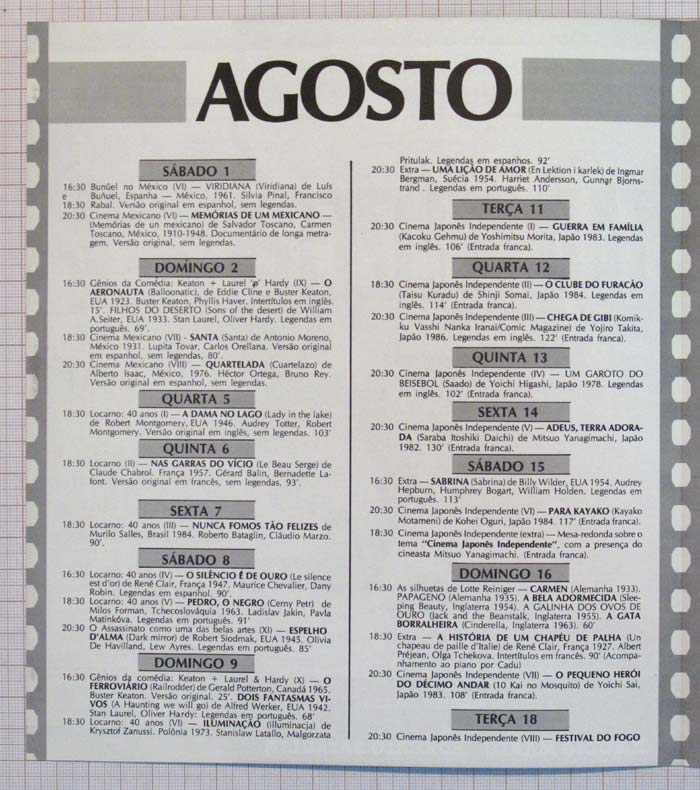 AGOSTO
SÁBADO 1
16:30 Buñuel no México (VI) — VIRIDIANA (Viridiana) de Luís
e Buñuel, Espanha — México, 1961. Silvia Pinal, Francisco
18:30 Rabal. Versão original em espanhol, sem legendas.
20:30 Cinema Mexicano (VI) — MEMÓRIAS DE UM MEXICANO —
(Memórias de un mexicano) de Salvador Toscano, Carmen
Toscano, México, 1910-1948. Documentário de longa metra-
gem. Versão original, sem legendas.
DOMINGO 2
16:30 Gênios da Comédia: Keaton + Laurel 'p' Hardy (IX) — O
AERONAUTA (Balloonatic), de Eddie Cline e Buster Keaton,
EUA 1923. Buster Keaton, Phyllis Haver. Intertítulos em inglês.
15'. FILHOS DO DESERTO (Sons of the desert) de William
A.Seiter, EUA 1933. Stan Laurel, Oliver Hardy. Legendas em
português. 69'.
18:30 Cinema Mexicano (VII) - SANTA (Santa) de Antonio Moreno,
México 1931. Lupita Tovar, Carlos Orellana. Versão original
em espanhol, sem legendas, 80'.
20:30 Cinema Mexicano (VIII) — QUARTELADA (Cuartelazo) de
Alberto Isaac, México, 1976. Héctor Ortega, Bruno Rey.
Versão original em espanhol, sem legendas.
QUARTA 5
18:30 Locarno: 40 anos (I) — A DAMA NO LAGO (Lady in the lake)
de Robert Montgomery, EUA 1946. Audrey Totter, Robert
Montgomery. Versão original em inglês, sem legendas. 103'
QUINTA 6
18:30 Locarno (II) — NAS GARRAS DO VÍCIO (Le Beau Serge) de
Claude Chabrol. França 1957. Gérard Balin, Bernadette La-
font. Versão original em francês, sem legendas. 93'.
SEXTA 7
18:30 Locarno: 40 anos (III) — NUNCA FOMOS TÃO FELIZES de
Murilo Salles, Brasil 1984. Roberto Bataglin, Cláudio Marzo.
90'.
SÁBADO 8
16:30 Locarno: 40 anos (IV) — O SILÊNCIO É DE OURO (Le silence
est d'or) de René Clair, França 1947. Maurice Chevalier, Dany
Robin. Legendas em espanhol. 90'.
18:30 Locarno: 40 anos (V) — PEDRO, O NEGRO (Cerny Petr) de
Milos Forman, Tchecoslováquia 1963. Ladislav Jakin, Pavla
Matinkóva. Legendas em português. 91'
20:30 O Assassinato como uma das belas artes (XI) — ESPELHO
D'ALMA (Dark mirror) de Robert Siodmak, EUA 1945. Olivia
De Havilland, Lew Ayres. Legendas em português. 85'
DOMINGO 9
16:30 Gênios da comédia: Keaton + Laurel & Hardy (X) — O
FERROVIÁRIO (Railrodder) de Gerald Potterton, Canadá 1965.
Buster Keaton. Versão original. 25'. DOIS FANTASMAS VI-
VOS (A Haunting we will go) de Alfred Werker, EUA 1942.
Stan Laurel, Oliver Hardy: Legendas em português. 68'
18:30 Locarno: 40 anos (VI) — ILUMINAÇÃO (illuminacja) de
Krysztof Zanussi. Polônia 1973. Stanislaw Latallo, Malgorzata
Pritulak. Legendas em espanhos. 92'
20:30 Extra — UMA LIÇÃO DE AMOR (En Lektion i karlek) de Ingmar
Bergman, Suécia 1954. Harriet Andersson, Gunnar Bjorns-
trand . Legendas em português. 110'
TERÇA 11
20:30 Cinema Japonês Independente (I) — GUERRA EM FAMÍLIA
(Kacoku Gehmu) de Yoshimitsu Morita, Japão 1983. Legendas
em inglês. 106' (Entrada franca).
QUARTA 12
18:30 Cinema Japonês Independente (II) — O CLUBE DO FURACÃO
(Taisu Kuradu) de Shinji Somai, Japão 1984. Legendas em
inglês. 114' (Entrada franca).
20:30 Cinema Japonês Independente (III) — CHEGA DE GIBI (Komik-
ku Vasshi Nanka Iranai/Comic Magazine) de Yojiro Takita,
Japão 1986. Legendas em inglês. 122' (Entrada franca).
QUINTA 13
20:30 Cinema Japonês Independente (IV) — UM GAROTO DO
BEISEBOL (Saado) de Yoichi Higashi, Japão 1978. Legendas
em inglês. 102' (Entrada franca).
SEXTA 14
20:30 Cinema Japonês Independente (V) — ADEUS, TERRA ADORA-
DA (Saraba Itoshiki Daichi) de Mitsuo Yanagimachi, Japão
1982. 130' (Entrada franca).
SÁBADO 15
16:30 Extra — SABRINA (Sabrina) de Billy Wilder, EUA 1954. Audrey
Hepburn, Humphrey Bogart, William Holden. Legendas em
português. 113'
20:30 Cinema Japonês Independente (VI) — PARA KAYAKO (Kayako
Motameni) de Kohei Oguri, Japão 1984. 117' (Entrada franca).
18:30 Cinema Japonês Independente (extra) — Mesa-redonda sobre o
tema "Cinema Japonês Independente", com a presença do
cineasta Mitsuo Yanagimachi. (Entrada franca).
DOMINGO 16
16:30 As silhuetas de Lotte Reiniger — CARMEN (Alemanha 1933).
PAPAGENO (Alemanha 1935). A BELA ADORMECIDA (Slee-
ping Beauty, Inglaterra 1954). A GALINHA DOS OVOS DE
OURO (Jack and the Beanstalk, Inglaterra 1955). A GATA
BORRALHEIRA (Cinderella, Inglaterra 1963). 60'
18:30 Extra — A HISTÓRIA DE UM CHAPÉU DE PALHA (Un
chapeau de paille d'Italie) de René Clair, França 1927. Albert
Préjean, Olga Tchekova. Intertítulos em francês. 90' (Acompa-
nhamento ao piano por Cadu)
20:30 Cinema Japonês Independente (VII) — O PEQUENO HERÓI
DO DÉCIMO ANDAR (10 Kai no Mosquito) de Yoichi Sai,
Japão 1983. 108' (Entrada franca).
TERÇA 18
20:30 Cinema Japonês Independente (VIII) — FESTIVAL DO FOGO